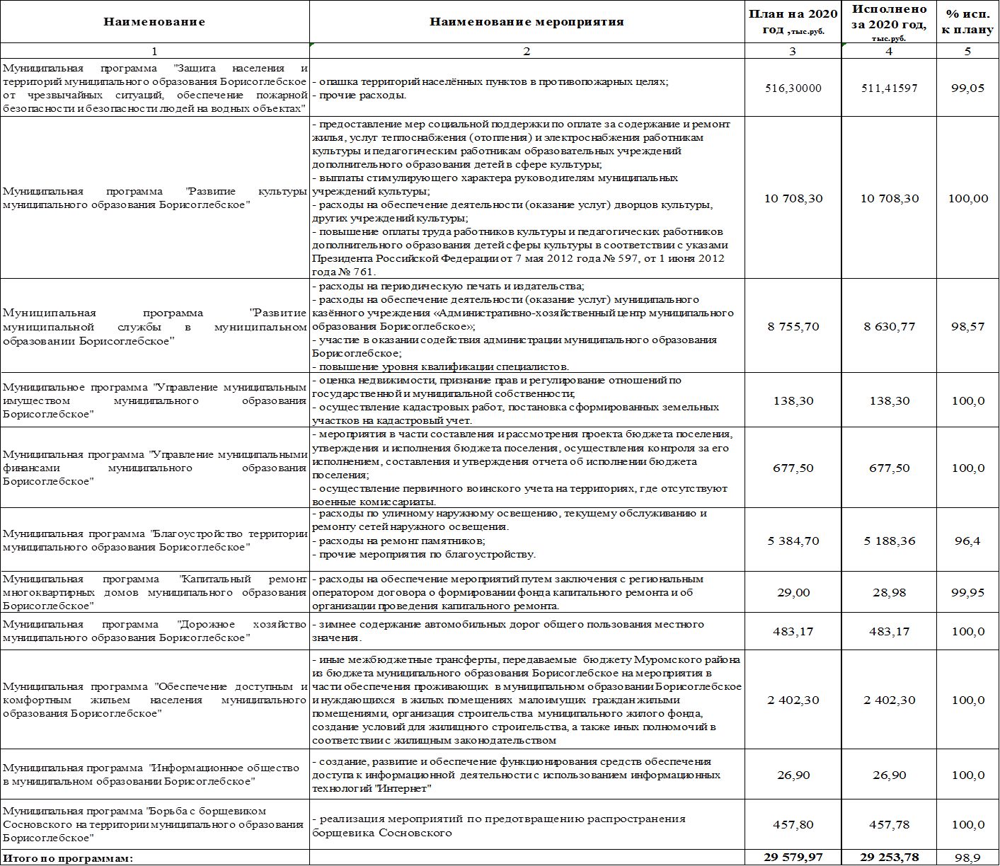 Наименование
Наименование мероприятия
План на 2020
год ,тыс.руб.
Исполнено
за 2020 год,
тыс.руб.
% исп.
к плану
1
2
3
4
5
Муниципальная программа "Защита населения и
территорий муниципального образования Борисоглебское
от чрезвычайных ситуаций, обеспечение пожарной
безопасности и безопасности людей на водных объектах"
- опашка территорий населённых пунктов в противопожарных целях;
- прочие расходы.
516,30000
511,41597
99,05
Муниципальная программа "Развитие культуры
муниципального образования Борисоглебское"
- предоставление мер социальной поддержки по оплате за содержание и ремонт
жилья, услуг теплоснабжения (отопления) и электроснабжения работникам
культуры и педагогическим работникам образовательных учреждений
дополнительного образования детей в сфере культуры;
- выплаты стимулирующего характера руководителям муниципальных
учреждений культуры;
- расходы на обеспечение деятельности (оказание услуг) дворцов культуры,
других учреждений культуры;
- повышение оплаты труда работников культуры и педагогических работников
дополнительного образования детей сферы культуры в соответствии с указами
Президента Российской Федерации от 7 мая 2012 года № 597, от 1 июня 2012
года № 761.
10 708,30
10 708,30
100,00
Муниципальная программа "Развитие
муниципальной службы в муниципальном
образовании Борисоглебское"
- расходы на периодическую печать и издательства;
- расходы на обеспечение деятельности (оказание услуг) муниципального
казённого учреждения «Административно-хозяйственный центр муниципального
образования Борисоглебское»;
- участие в оказании содействия администрации муниципального образования
Борисоглебское;
- повышение уровня квалификации специалистов.
8 755,70
8 630,77
98,57
Муниципальное программа "Управление муниципальным
имуществом муниципального образования
Борисоглебское"
- оценка недвижимости, признание прав и регулирование отношений по
государственной и муниципальной собственности;
- осуществление кадастровых работ, постановка сформированных земельных
участков на кадастровый учет.
138,30
138,30
100,0
Муниципальная программа "Управление муниципальными
финансами муниципального образования
Борисоглебское"
- мероприятия в части составления и рассмотрения проекта бюджета поселения,
утверждения и исполнения бюджета поселения, осуществления контроля за его
исполнением, составления и утверждения отчета об исполнении бюджета
поселения;
- осуществление первичного воинского учета на территориях, где отсутствуют
военные комиссариаты.
677,50
677,50
100,0
Муниципальная программа "Благоустройство территории
муниципального образования Борисоглебское"
- расходы по уличному наружному освещению, текущему обслуживанию и
ремонту сетей наружного освещения.
- расходы на ремонт памятников;
- прочие мероприятия по благоустройству.
5 384,70
5 188,36
96,4
Муниципальная программа "Капитальный ремонт
многоквартирных домов муниципального образования
Борисоглебское"
- расходы на обеспечение мероприятий путем заключения с региональным
оператором договора о формировании фонда капитального ремонта и об
организации проведения капитального ремонта.
29,00
28,98
99,95
Муниципальная программа "Дорожное хозяйство
муниципального образования Борисоглебское"
- зимнее содержание автомобильных дорог общего пользования местного
значения.
483,17
483,17
100,0
Муниципальная программа "Обеспечение доступным и
комфортным жильем населения муниципального
образования Борисоглебское"
- иные межбюджетные трансферты, передаваемые бюджету Муромского района
из бюджета муниципального образования Борисоглебское на мероприятия в
части обеспечения проживающих в муниципальном образовании Борисоглебское
и нуждающихся в жилых помещениях малоимущих граждан жилыми
помещениями, организация строительства муниципального жилого фонда,
создание условий для жилищного строительства, а также иных полномочий в
соответствии с жилищным законодательством
2 402,30
2 402,30
100,0
Муниципальная программа "Информационное общество
в муниципальном образовании Борисоглебское"
- создание, развитие и обеспечение функционирования средств обеспечения
доступа к информационной деятельности с использованием информационных
технологий "Интернет"
26,90
26,90
100,0
Муниципальная программа "Борьба с борщевиком
Сосновского на территории муниципального образования
Борисоглебское"
- реализация мероприятий по предотвращению распространения
борщевика Сосновского
457,80
457,78
100,0
Итого по программам:
29 579,97
29 253,78
98,9